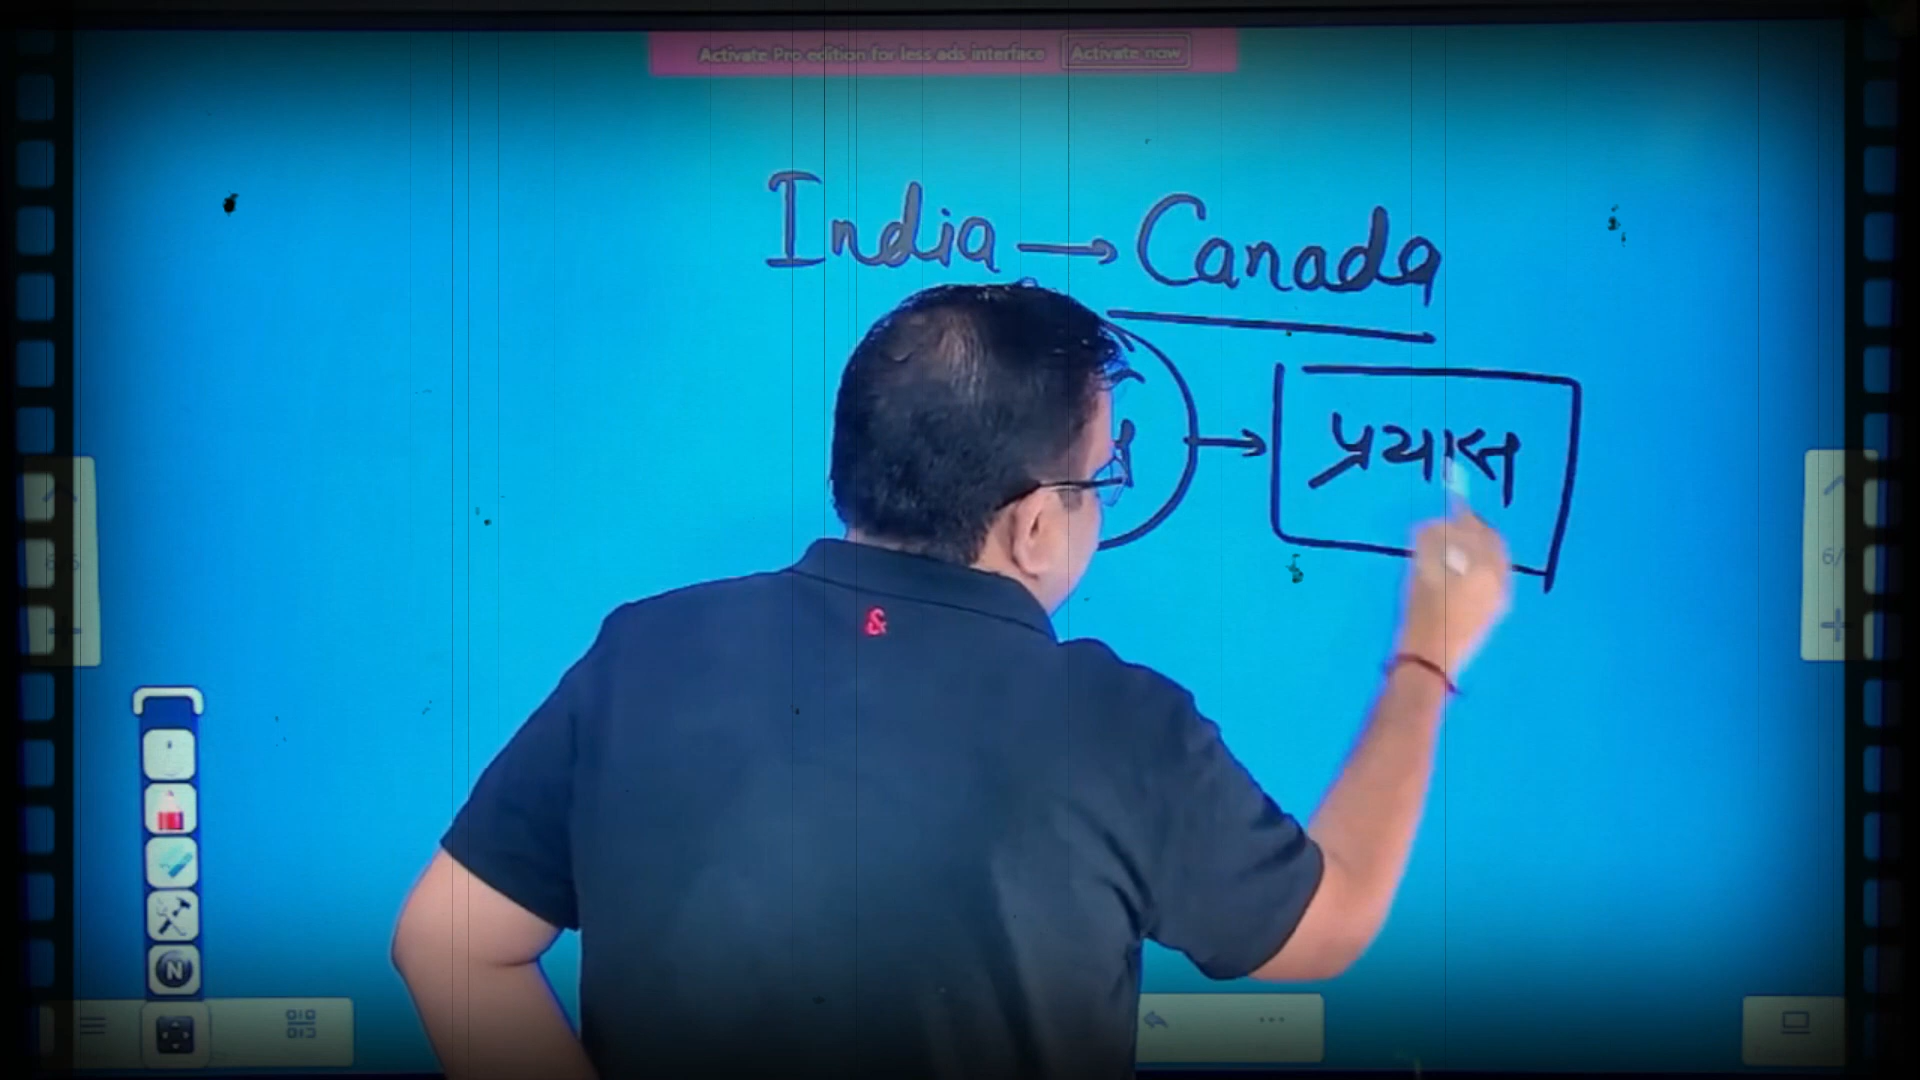 Activate Pro edition for less ads interface Activate now
India → Canada
प्रयास
&
N